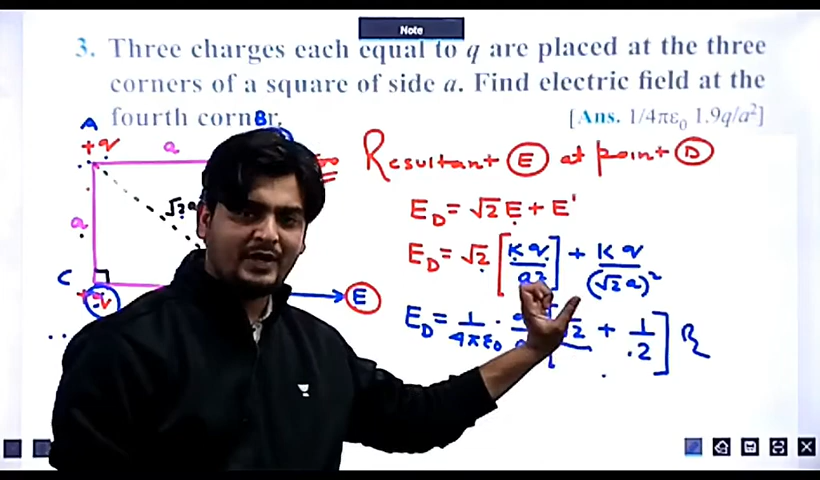 Note
3. Three charges each equal to q are placed at the three
corners of a square of side a. Find electric field at the
fourth corner.
[Ans. 1/4πε₀ 1.9q/a²]
A
B
+q
a
Resultant E at point D
√2a
E_D = √2 E + E'
a
E_D = √2 [Kq/a²] + Kq/(√2a)²
C
+q
E
E_D = 1/4πε₀ · √2 + 1/2]